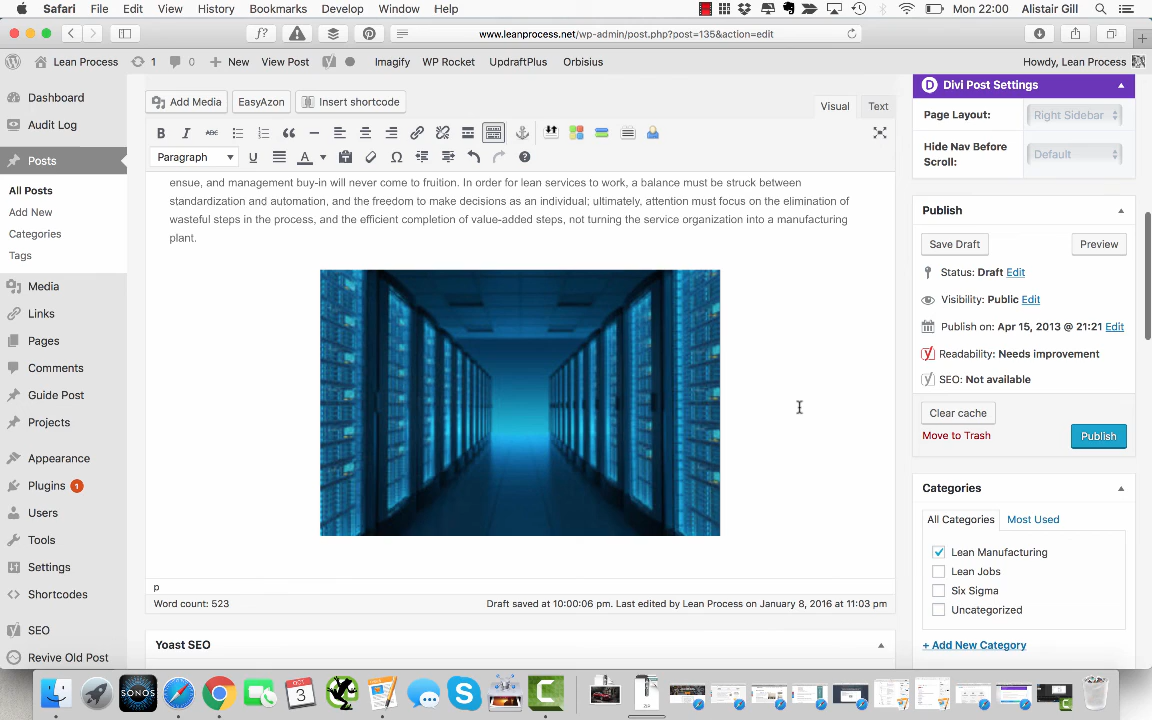 Safari File Edit View History Bookmarks Develop Window Help Mon 22:00 Alistair Gill
www.leanprocess.net/wp-admin/post.php?post=135&action=edit
Lean Process 1 0 New View Post Imagify WP Rocket UpdraftPlus Orbisius Howdy, Lean Process
Dashboard
Audit Log
Posts
All Posts
Add New
Categories
Tags
Media
Links
Pages
Comments
Guide Post
Projects
Appearance
Plugins 1
Users
Tools
Settings
Shortcodes
SEO
Revive Old Post
Add Media EasyAzon Insert shortcode Visual Text
B I ABC
Paragraph U A
ensue, and management buy-in will never come to fruition. In order for lean services to work, a balance must be struck between
standardization and automation, and the freedom to make decisions as an individual; ultimately, attention must focus on the elimination of
wasteful steps in the process, and the efficient completion of value-added steps, not turning the service organization into a manufacturing
plant.
p
Word count: 523 Draft saved at 10:00:06 pm. Last edited by Lean Process on January 8, 2016 at 11:03 pm
Yoast SEO
Divi Post Settings
Page Layout: Right Sidebar
Hide Nav Before Default
Scroll:
Publish
Save Draft Preview
Status: Draft Edit
Visibility: Public Edit
Publish on: Apr 15, 2013 @ 21:21 Edit
Readability: Needs improvement
SEO: Not available
Clear cache
Move to Trash Publish
Categories
All Categories Most Used
Lean Manufacturing
Lean Jobs
Six Sigma
Uncategorized
+ Add New Category
SONOS OCT 3